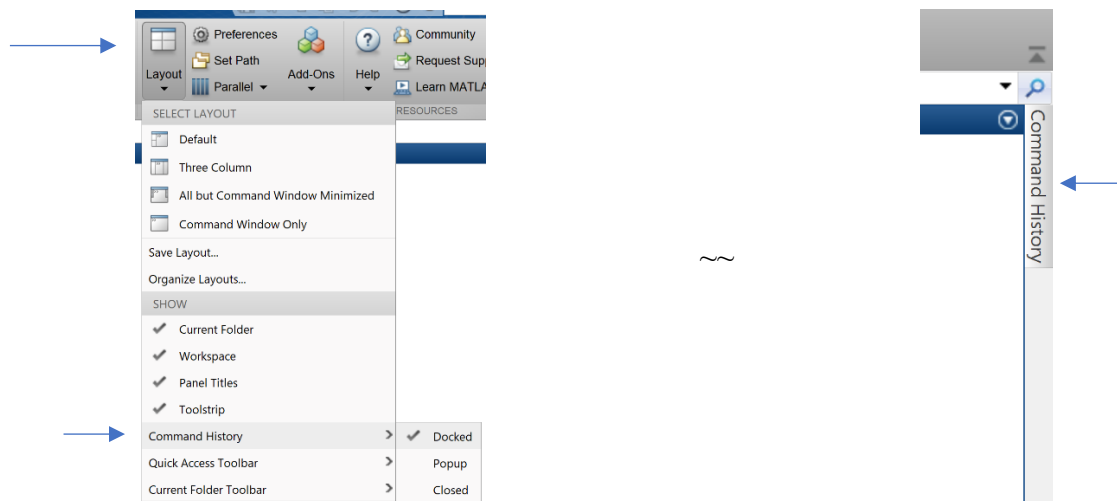 Preferences
Community
Set Path
Request Sup
Layout
Add-Ons
Help
Parallel
Learn MATLA
SELECT LAYOUT
RESOURCES
Default
Three Column
All but Command Window Minimized
Command Window Only
Save Layout...
Organize Layouts...
SHOW
Current Folder
Workspace
Panel Titles
Toolstrip
Command History
Docked
Quick Access Toolbar
Popup
Current Folder Toolbar
Closed
~~
Command History